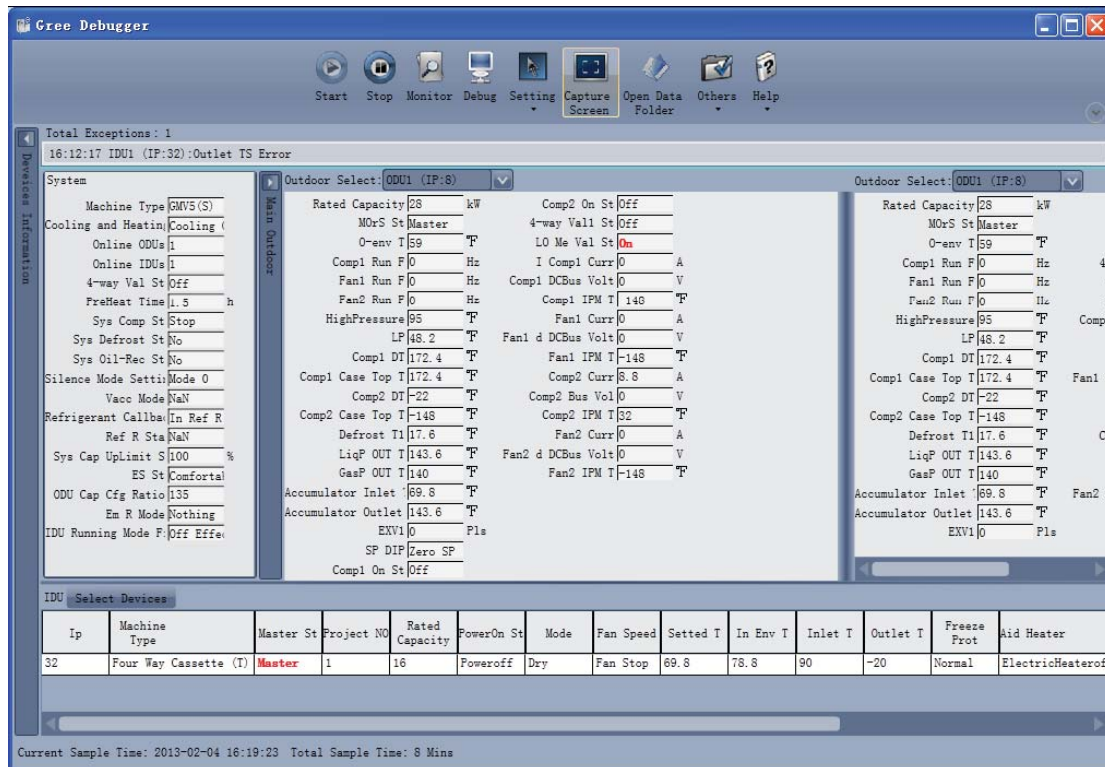 Gree Debugger
Start Stop Monitor Debug Setting Capture Screen Open Data Folder Others Help
Total Exceptions: 1
16:12:17 IDU1 (IP:32):Outlet TS Error
Deveices Information
System
Machine Type GMV5(S)
Cooling and Heating Cooling (
Online ODUs 1
Online IDUs 1
4-way Val St Off
PreHeat Time 1.5 h
Sys Comp St Stop
Sys Defrost St No
Sys Oil-Rec St No
Silence Mode Setti: Mode 0
Vacc Mode NaN
Refrigerant Callba( In Ref R
Ref R Sta NaN
Sys Cap UpLimit S 100 %
ES St Comforta
ODU Cap Cfg Ratio 135
Em R Mode Nothing
IDU Running Mode F: Off Effe
Main Outdoor
Outdoor Select: ODU1 (IP:8)
Rated Capacity 28 kW
MOrS St Master
O-env T 59 ℉
Comp1 Run F 0 Hz
Fan1 Run F 0 Hz
Fan2 Run F 0 Hz
HighPressure 95 ℉
LP 48.2 ℉
Comp1 DT 172.4 ℉
Comp1 Case Top T 172.4 ℉
Comp2 DT -22 ℉
Comp2 Case Top T -148 ℉
Defrost T1 17.6 ℉
LiqP OUT T 143.6 ℉
GasP OUT T 140 ℉
Accumulator Inlet 69.8 ℉
Accumulator Outlet 143.6 ℉
EXV1 0 Pls
SP DIP Zero SP
Comp1 On St Off
Comp2 On St Off
4-way Val1 St Off
LO Me Val St On
I Comp1 Curr 0 A
Comp1 DCBus Volt 0 V
Comp1 IPM T 148 ℉
Fan1 Curr 0 A
Fan1 d DCBus Volt 0 V
Fan1 IPM T -148 ℉
Comp2 Curr 8.8 A
Comp2 Bus Vol 0 V
Comp2 IPM T 32 ℉
Fan2 Curr 0 A
Fan2 d DCBus Volt 0 V
Fan2 IPM T -148 ℉
Outdoor Select: ODU1 (IP:8)
Rated Capacity 28 kW
MOrS St Master
O-env T 59 ℉
Comp1 Run F 0 Hz 4
Fan1 Run F 0 Hz
Fan2 Run F 0 Hz
HighPressure 95 ℉ Comp
LP 48.2 ℉
Comp1 DT 172.4 ℉
Comp1 Case Top T 172.4 ℉ Fan1
Comp2 DT -22 ℉
Comp2 Case Top T -148 ℉
Defrost T1 17.6 ℉ C
LiqP OUT T 143.6 ℉
GasP OUT T 140 ℉
Accumulator Inlet 69.8 ℉ Fan2
Accumulator Outlet 143.6 ℉
EXV1 0 Pls
IDU Select Devices
Ip Machine Type Master St Project NO Rated Capacity PowerOn St Mode Fan Speed Setted T In Env T Inlet T Outlet T Freeze Prot Aid Heater
32 Four Way Cassette (T) Master 1 16 Poweroff Dry Fan Stop 69.8 78.8 90 -20 Normal ElectricHeaterof
Current Sample Time: 2013-02-04 16:19:23 Total Sample Time: 8 Mins